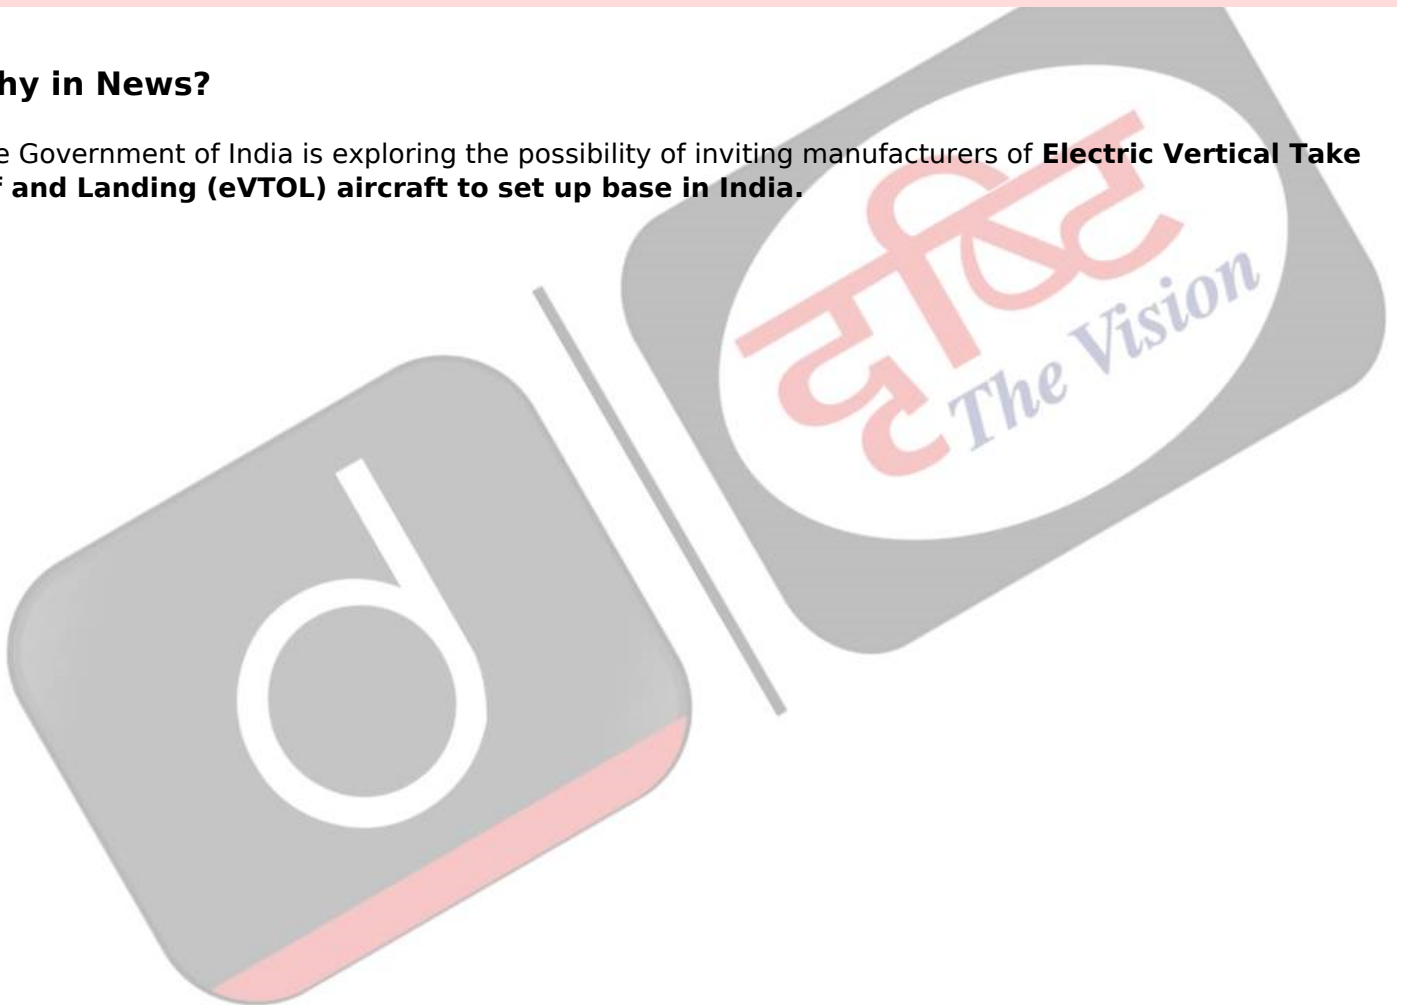 hy in News?
e Government of India is exploring the possibility of inviting manufacturers of Electric Vertical Take
f and Landing (eVTOL) aircraft to set up base in India.
दृष्टि
The Vision
d